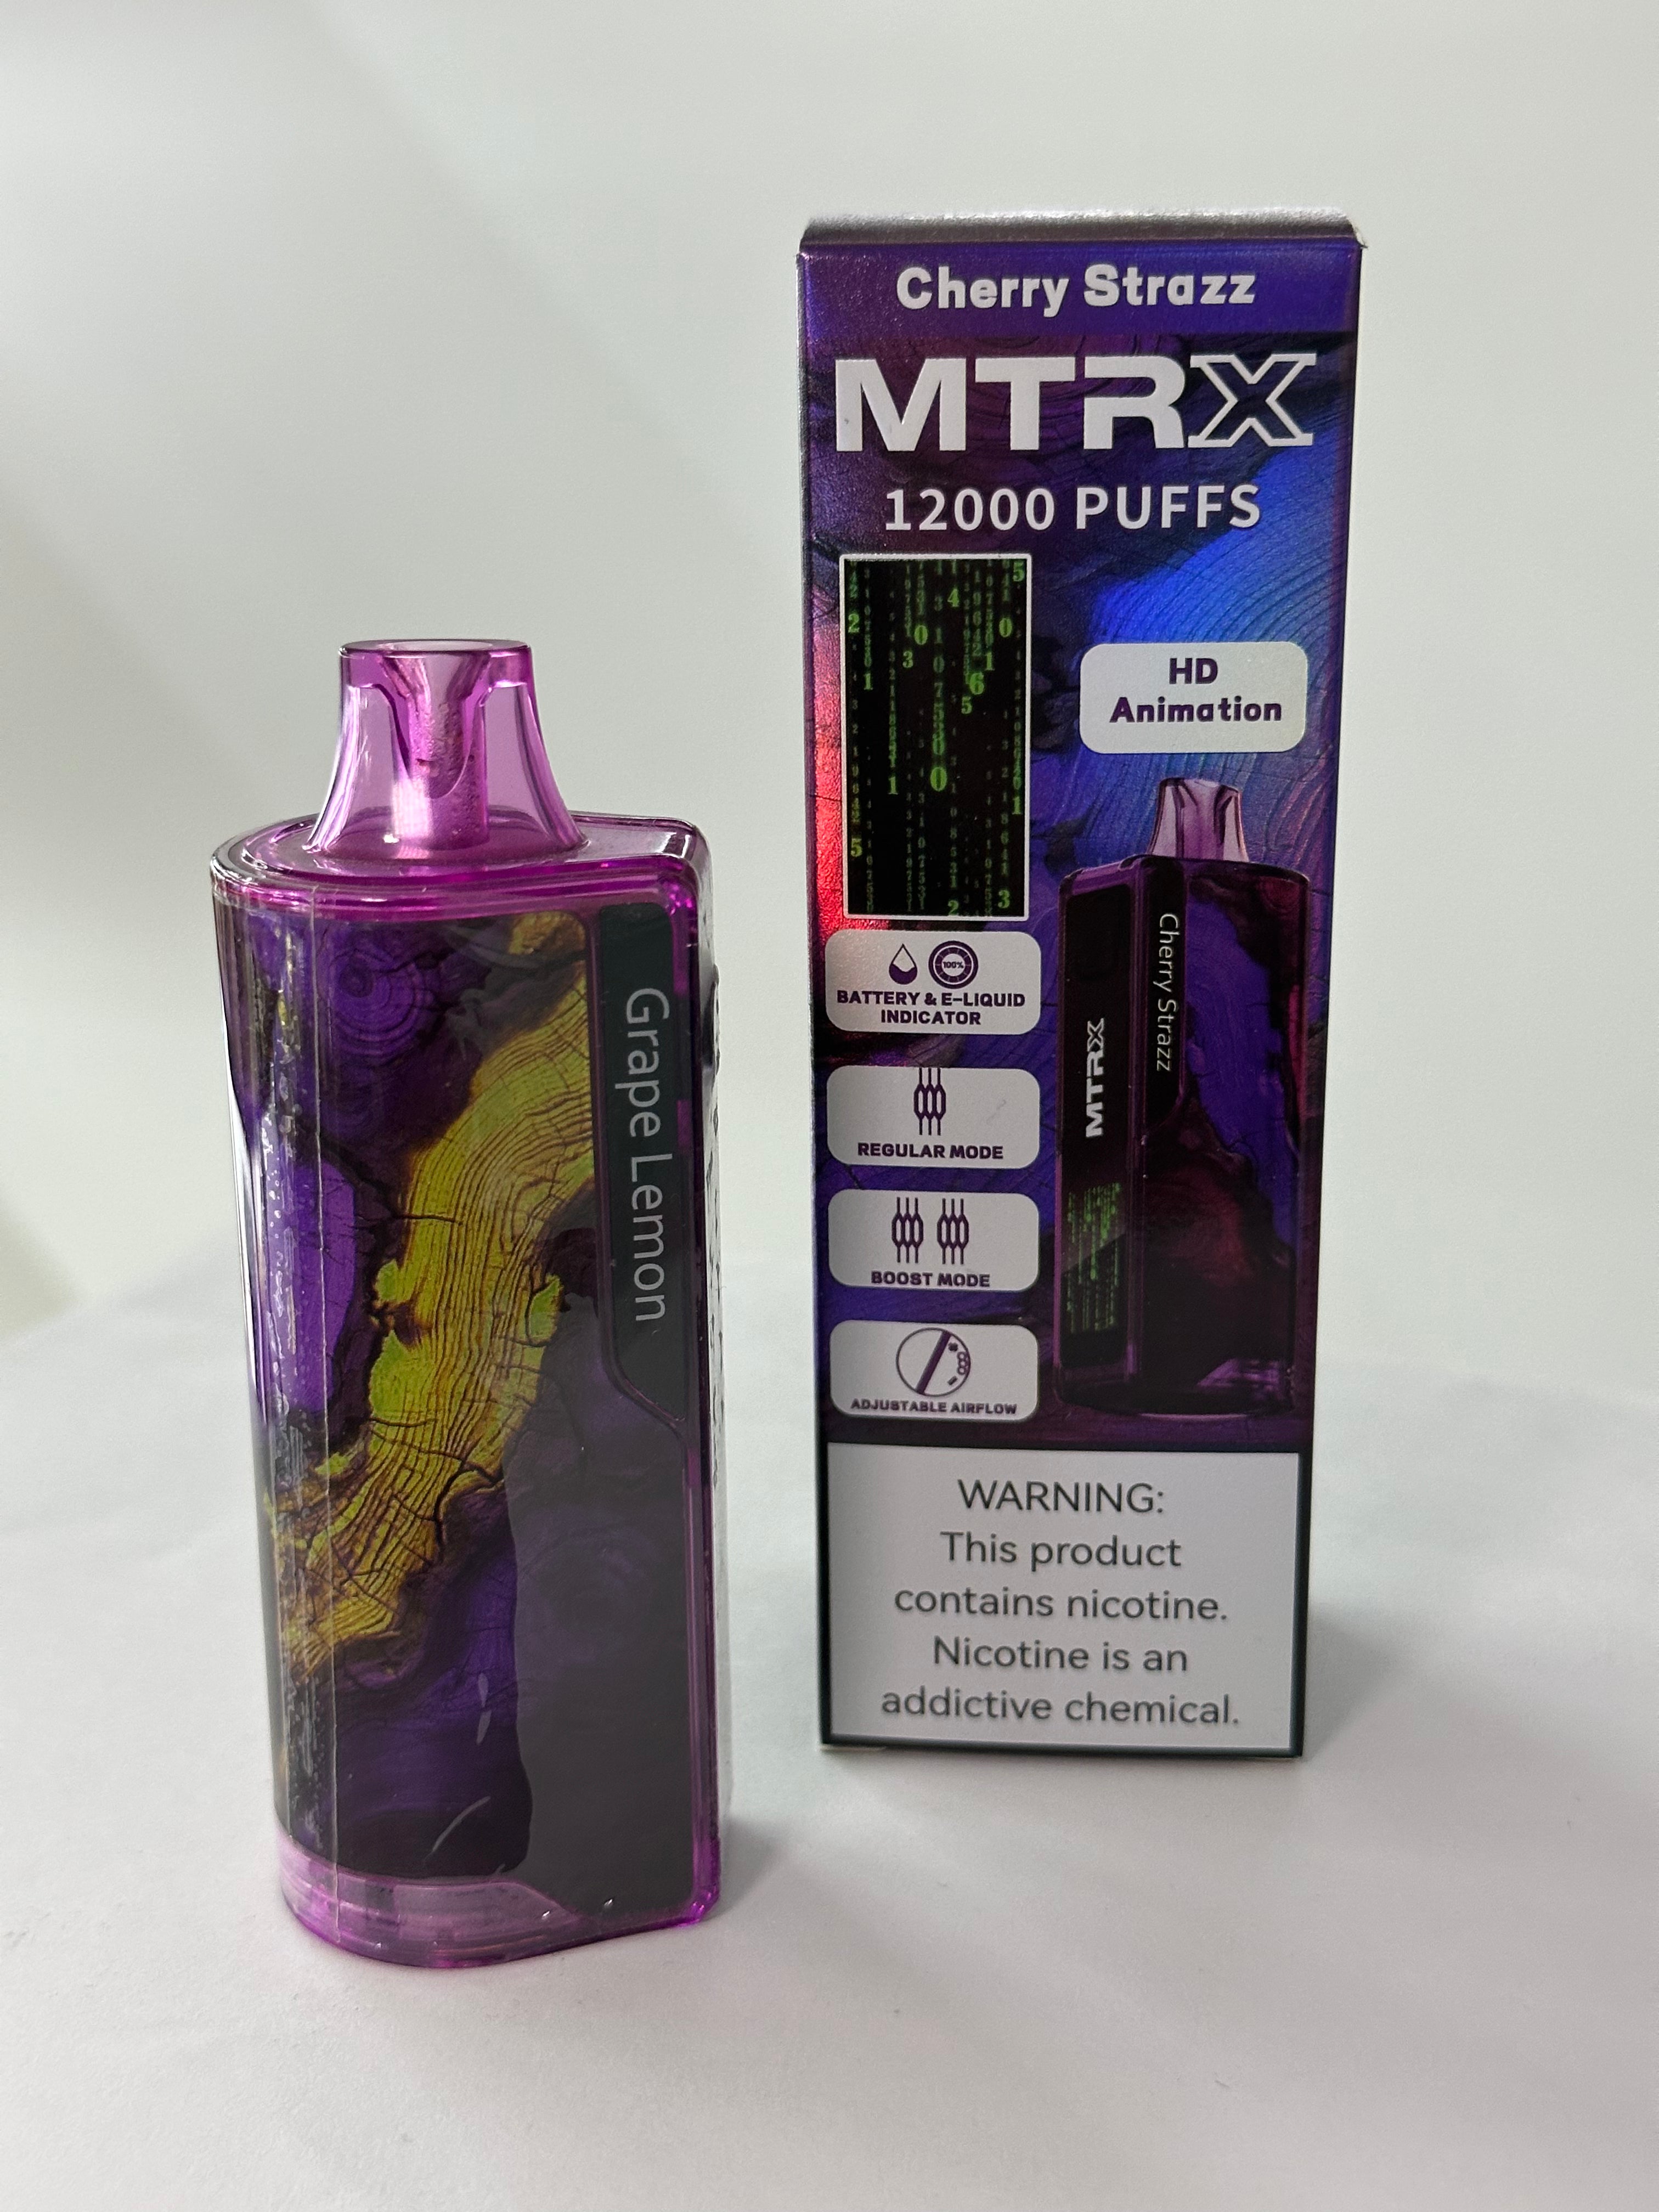 Grape Lemon
Cherry Strazz
MTRX
12000 PUFFS
HD
Animation
100%
BATTERY & E-LIQUID
INDICATOR
REGULAR MODE
BOOST MODE
ADJUSTABLE AIRFLOW
Cherry Strazz
MTRX
WARNING:
This product
contains nicotine.
Nicotine is an
addictive chemical.